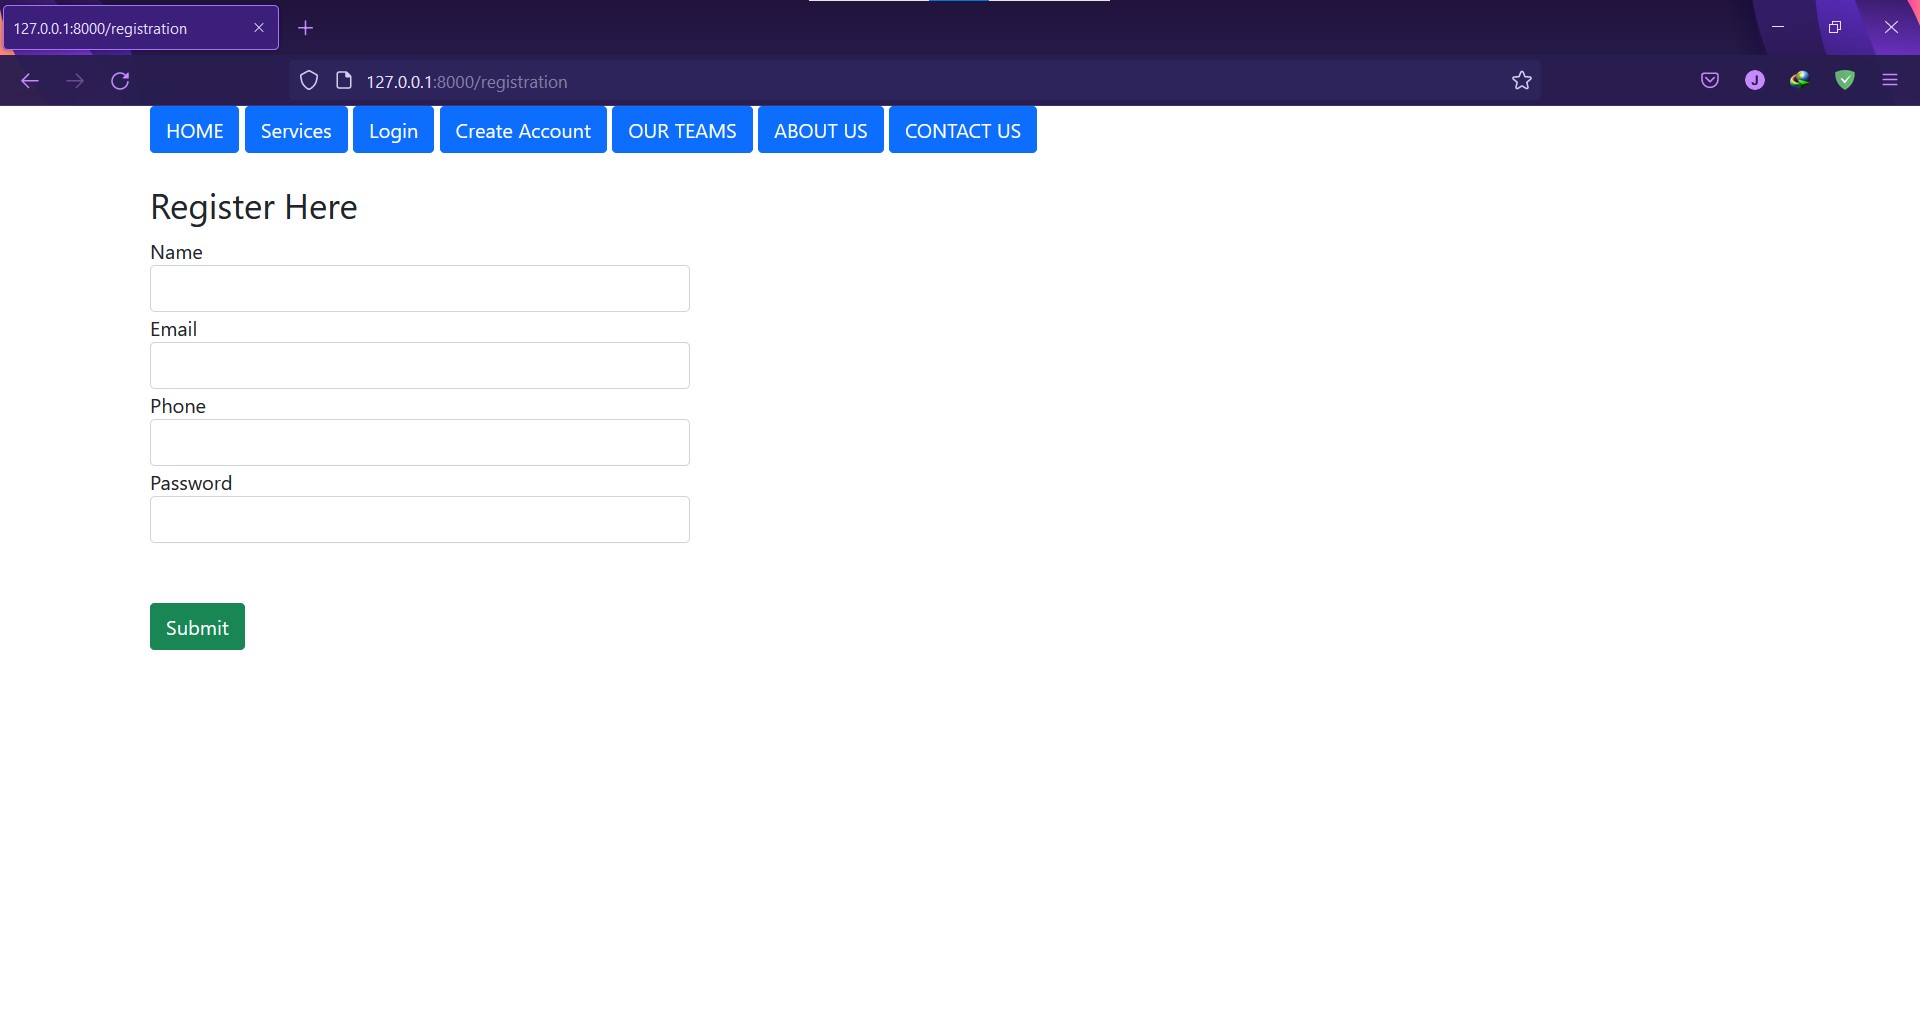 127.0.0.1:8000/registration
127.0.0.1:8000/registration
J
HOME Services Login Create Account OUR TEAMS ABOUT US CONTACT US
Register Here
Name
Email
Phone
Password
Submit